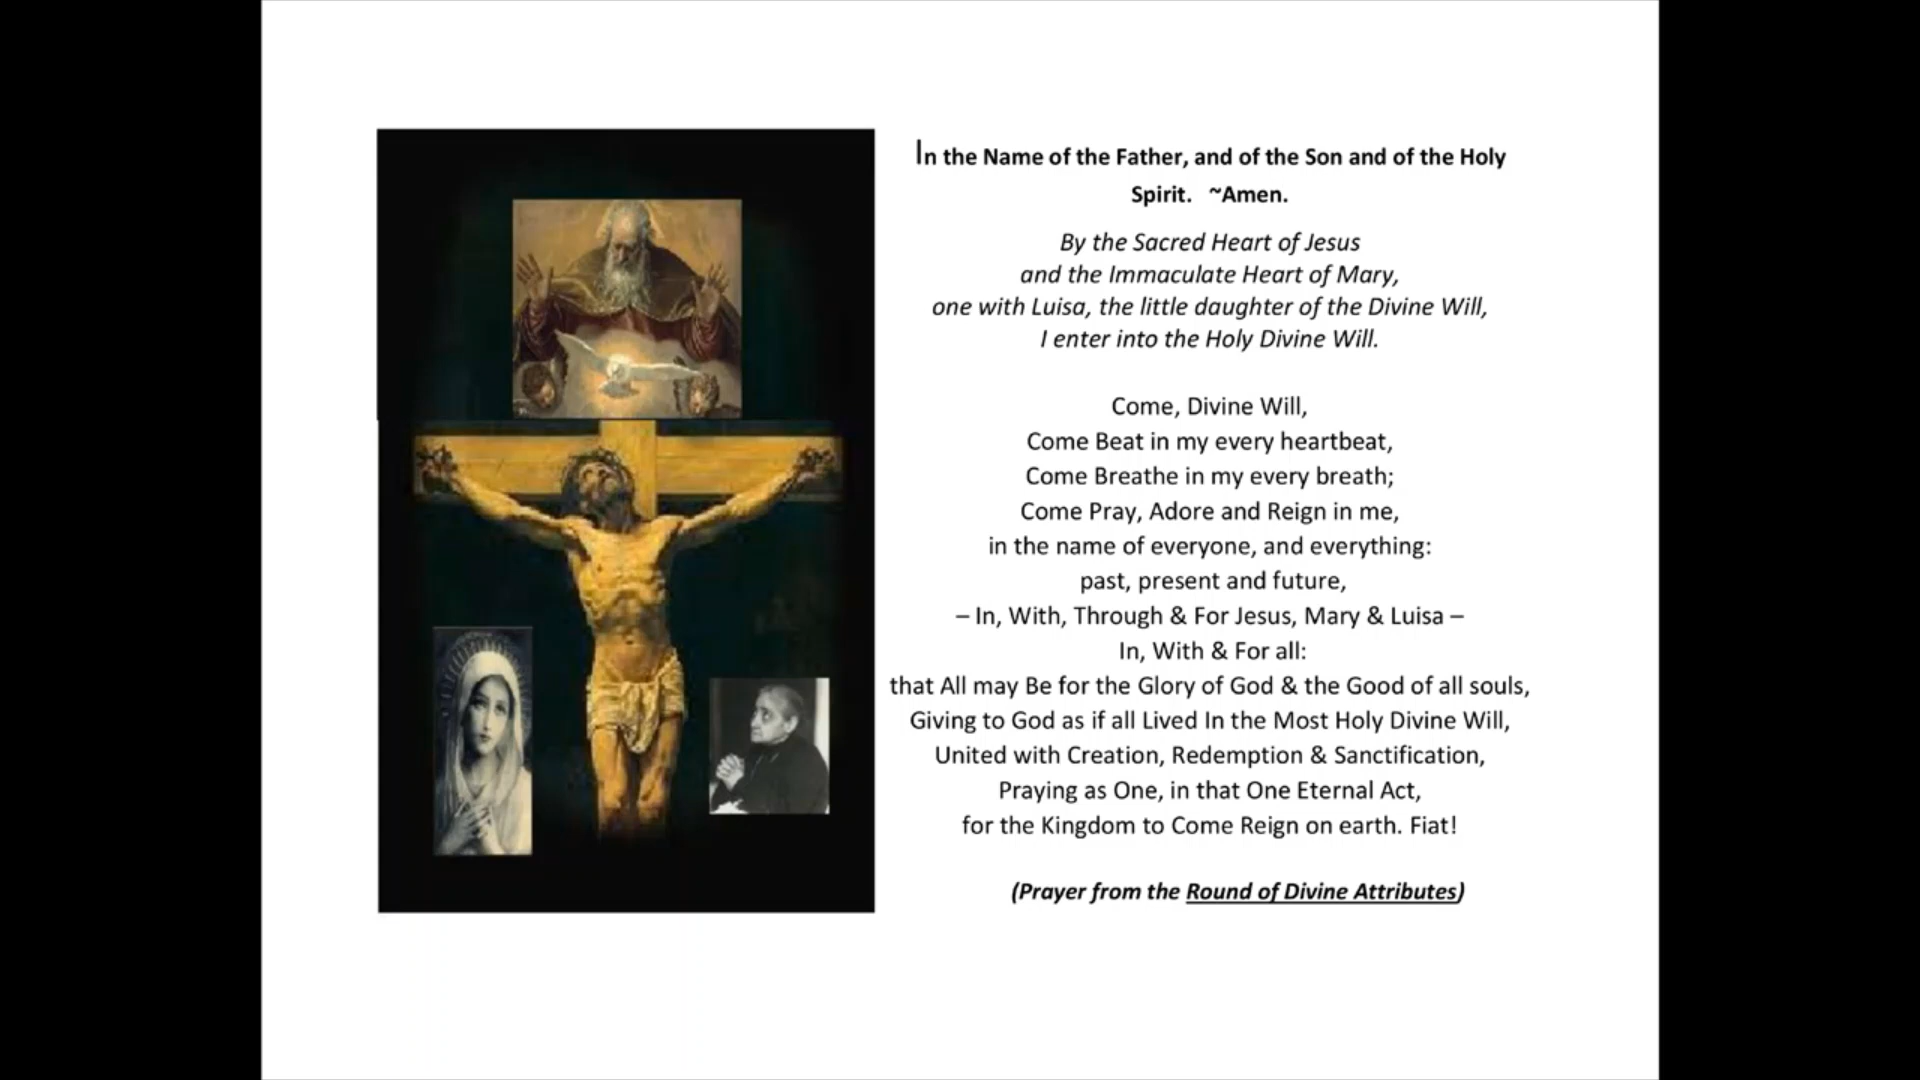 In the Name of the Father, and of the Son and of the Holy
Spirit.   ~Amen.
By the Sacred Heart of Jesus
and the Immaculate Heart of Mary,
one with Luisa, the little daughter of the Divine Will,
I enter into the Holy Divine Will.
Come, Divine Will,
Come Beat in my every heartbeat,
Come Breathe in my every breath;
Come Pray, Adore and Reign in me,
in the name of everyone, and everything:
past, present and future,
– In, With, Through & For Jesus, Mary & Luisa –
In, With & For all:
that All may Be for the Glory of God & the Good of all souls,
Giving to God as if all Lived In the Most Holy Divine Will,
United with Creation, Redemption & Sanctification,
Praying as One, in that One Eternal Act,
for the Kingdom to Come Reign on earth. Fiat!
(Prayer from the Round of Divine Attributes)